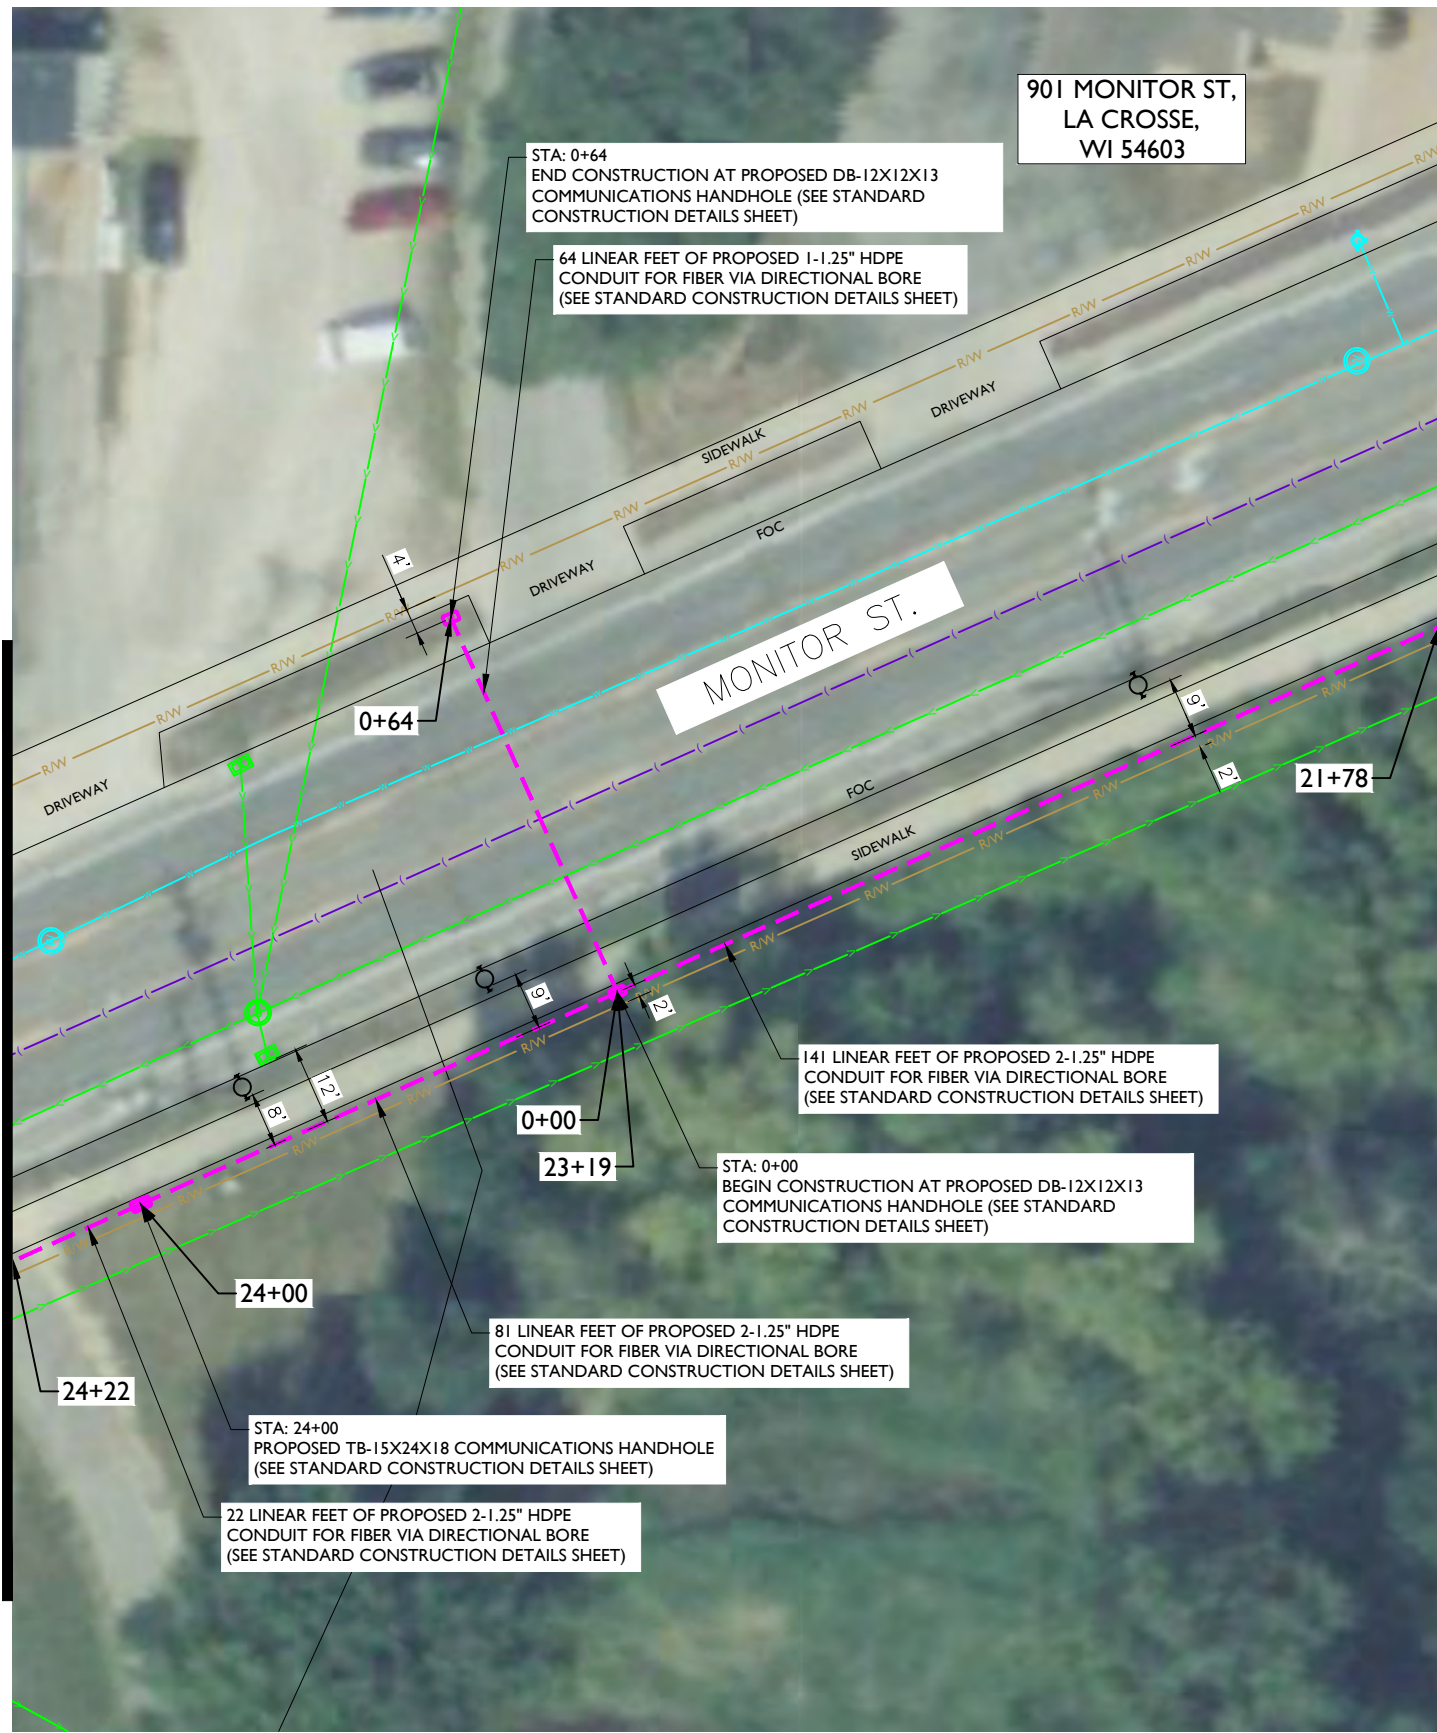 901 MONITOR ST,
LA CROSSE,
WI 54603
STA: 0+64
END CONSTRUCTION AT PROPOSED DB-12X12X13
COMMUNICATIONS HANDHOLE (SEE STANDARD
CONSTRUCTION DETAILS SHEET)
64 LINEAR FEET OF PROPOSED 1-1.25" HDPE
CONDUIT FOR FIBER VIA DIRECTIONAL BORE
(SEE STANDARD CONSTRUCTION DETAILS SHEET)
R/W
R/W
R/W
R/W
R/W
R/W
DRIVEWAY
SIDEWALK
R/W
R/W
FOC
R/W
DRIVEWAY
4'
R/W
R/W
R/W
R/W
DRIVEWAY
MONITOR ST.
0+64
9'
R/W
R/W
2'
21+78
R/W
FOC
SIDEWALK
R/W
R/W
R/W
R/W
2'
9'
R/W
R/W
12'
8'
R/W
R/W
R/W
141 LINEAR FEET OF PROPOSED 2-1.25" HDPE
CONDUIT FOR FIBER VIA DIRECTIONAL BORE
(SEE STANDARD CONSTRUCTION DETAILS SHEET)
0+00
23+19
STA: 0+00
BEGIN CONSTRUCTION AT PROPOSED DB-12X12X13
COMMUNICATIONS HANDHOLE (SEE STANDARD
CONSTRUCTION DETAILS SHEET)
24+00
81 LINEAR FEET OF PROPOSED 2-1.25" HDPE
CONDUIT FOR FIBER VIA DIRECTIONAL BORE
(SEE STANDARD CONSTRUCTION DETAILS SHEET)
24+22
STA: 24+00
PROPOSED TB-15X24X18 COMMUNICATIONS HANDHOLE
(SEE STANDARD CONSTRUCTION DETAILS SHEET)
22 LINEAR FEET OF PROPOSED 2-1.25" HDPE
CONDUIT FOR FIBER VIA DIRECTIONAL BORE
(SEE STANDARD CONSTRUCTION DETAILS SHEET)